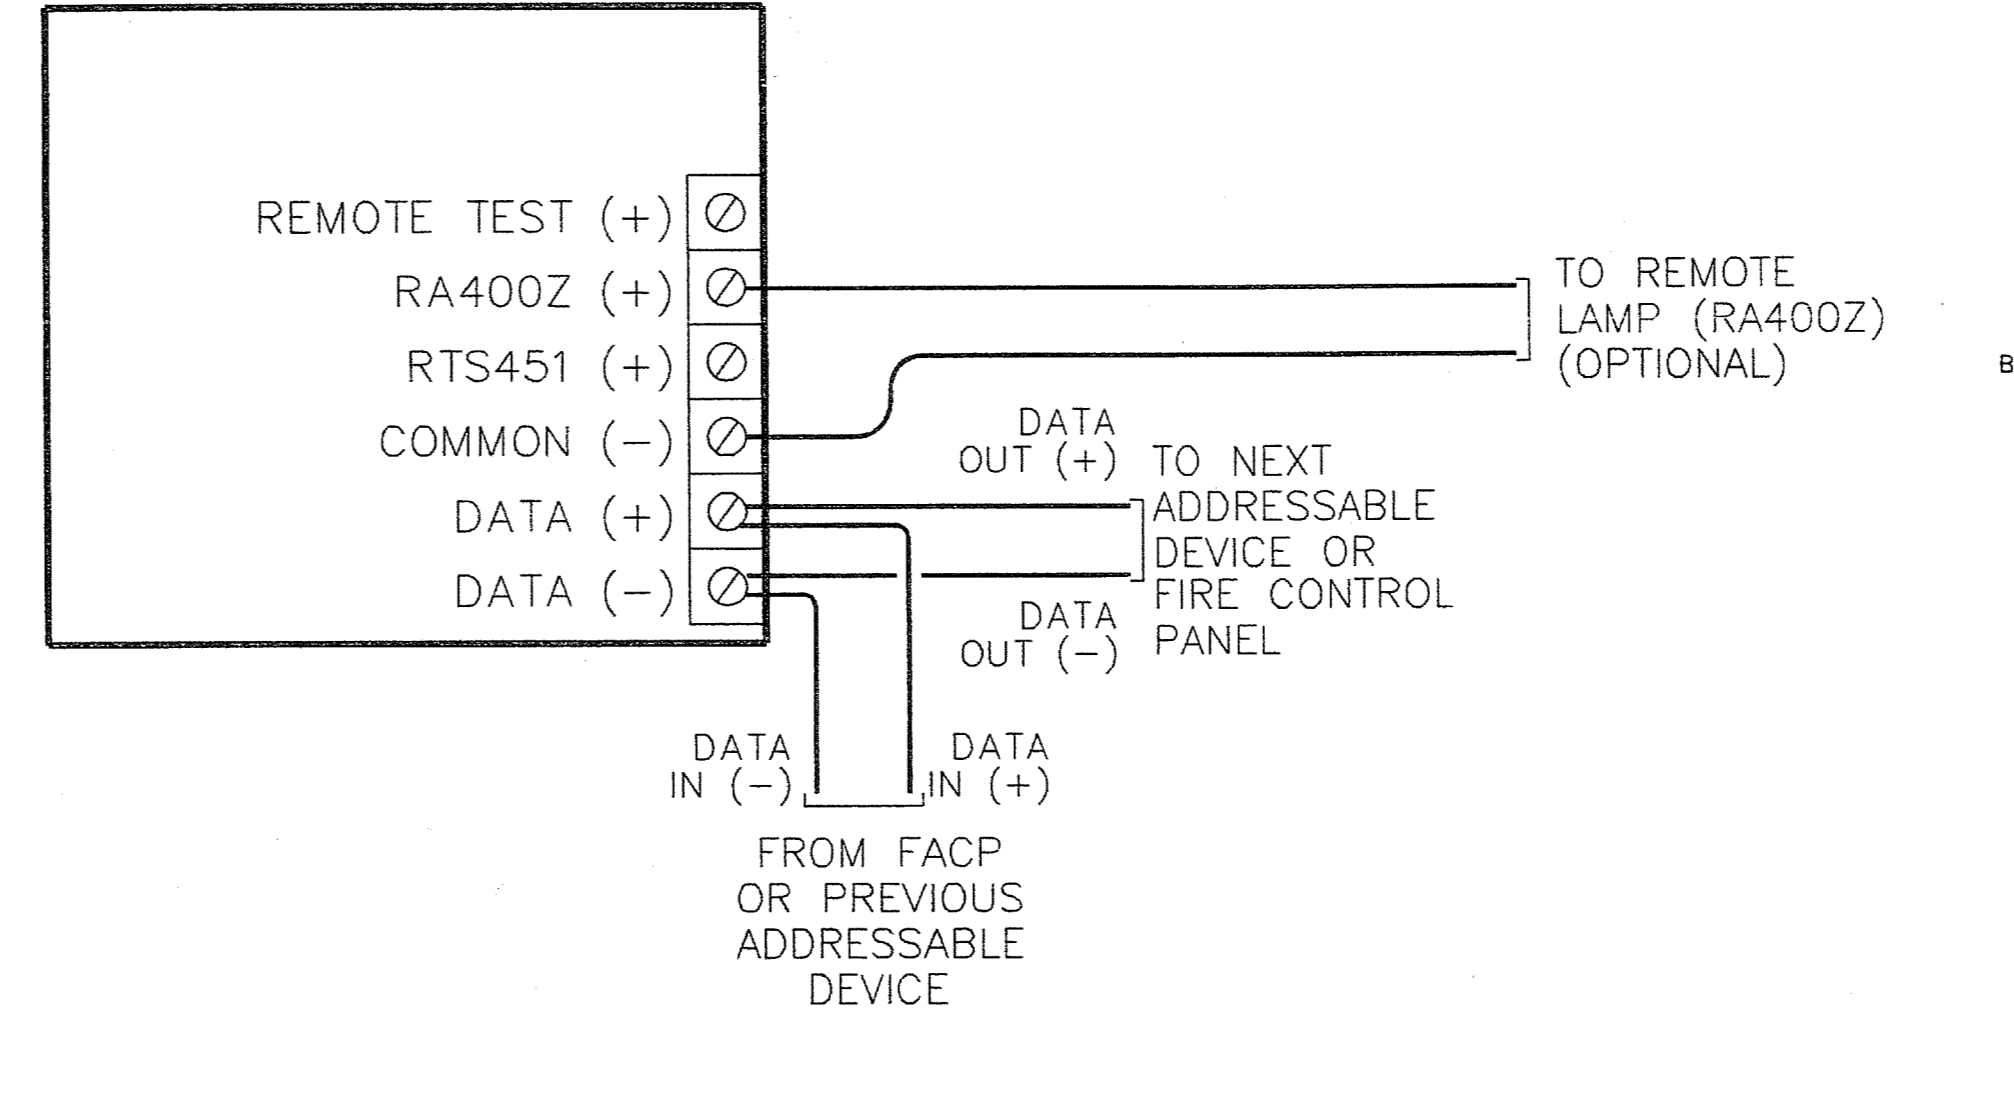 REMOTE TEST (+)
RA400Z (+)
RTS451 (+)
COMMON (-)
DATA (+)
DATA (-)
TO REMOTE
LAMP (RA400Z)
(OPTIONAL)
B
DATA
OUT (+)
TO NEXT
ADDRESSABLE
DEVICE OR
FIRE CONTROL
PANEL
DATA
OUT (-)
DATA
IN (-)
DATA
IN (+)
FROM FACP
OR PREVIOUS
ADDRESSABLE
DEVICE